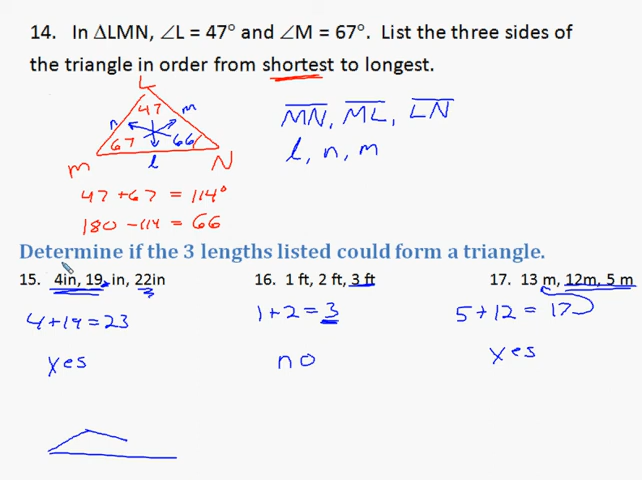 14. In ΔLMN, ∠L = 47° and ∠M = 67°. List the three sides of
the triangle in order from shortest to longest.
L
47
n m
67 66
M l N
MN, ML, LN
l, n, m
47 + 67 = 114°
180 - 114 = 66
Determine if the 3 lengths listed could form a triangle.
15. 4in, 19 in, 22in 16. 1 ft, 2 ft, 3 ft 17. 13 m, 12m, 5 m
4 + 19 = 23 1 + 2 = 3 5 + 12 = 17
yes no yes